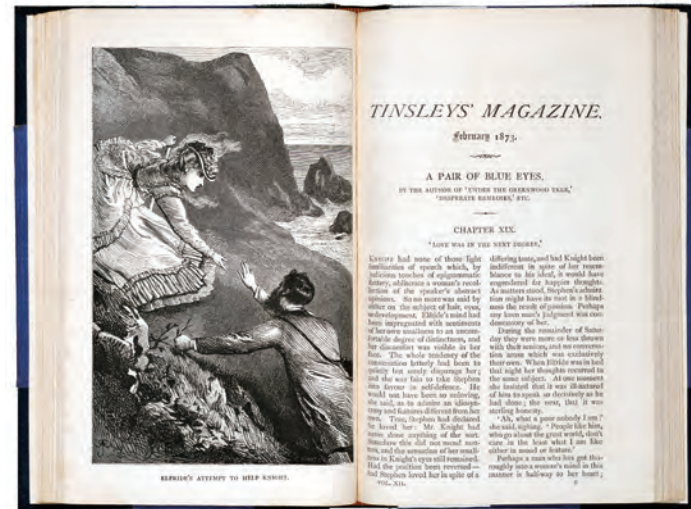 ELFRIDE'S ATTEMPT TO HELP KNIGHT.
TINSLEYS' MAGAZINE.
February 1873.
A PAIR OF BLUE EYES.
BY THE AUTHOR OF 'UNDER THE GREENWOOD TREE,'
'DESPERATE REMEDIES,' ETC.
CHAPTER XIX.
'LOVE WAS IN THE NEXT DEGREE.'
KNIGHT had none of those light
familiarities of speech which, by
judicious touches of epigrammatic
flattery, obliterate a woman's recol-
lection of the speaker's abstract
opinions. So no more was said by
either on the subject of hair, eyes,
or development. Elfride's mind had
been impregnated with sentiments
of her own smallness to an uncom-
fortable degree of distinctness, and
her discomfort was visible in her
face. The whole tendency of the
conversation latterly had been to
quietly but surely disparage her;
and she was fain to take Stephen
into favour in self-defence. He
would not have been so unloving,
she said, as to admire an idiosyn-
crasy and features different from her
own. True, Stephen had declared
he loved her: Mr. Knight had
never done anything of the sort.
Somehow this did not mend mat-
ters, and the sensation of her small-
ness in Knight's eyes still remained.
Had the position been reversed—
had Stephen loved her in spite of a
VOL. XII.
differing taste, and had Knight been
indifferent in spite of her resem-
blance to his ideal, it would have
engendered far happier thoughts.
As matters stood, Stephen's admira-
tion might have its root in a blind-
ness the result of passion. Perhaps
any keen man's judgment was con-
demnatory of her.
During the remainder of Satur-
day they were more or less thrown
with their seniors, and no conversa-
tion arose which was exclusively
their own. When Elfride was in bed
that night her thoughts recurred to
the same subject. At one moment
she insisted that it was ill-natured
of him to speak so decisively as he
had done; the next, that it was
sterling honesty.
'Ah, what a poor nobody I am!'
she said, sighing. 'People like him,
who go about the great world, don't
care in the least what I am like
either in mood or feature.'
Perhaps a man who has got tho-
roughly into a woman's mind in this
manner is half-way to her heart;